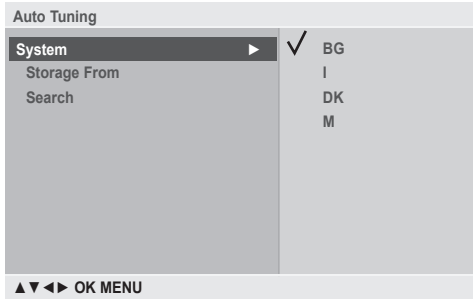 Auto Tuning
System ▶ ✓ BG
Storage From I
Search DK
M
▲▼◀▶ OK MENU